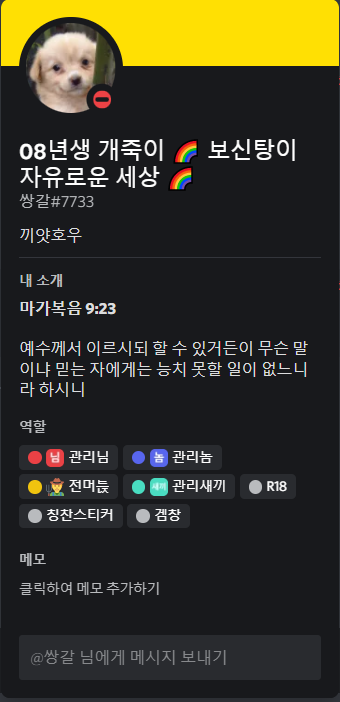 08년생 개죽이 🌈 보신탕이
자유로운 세상 🌈
쌍갈#7733
끼얏호우
내 소개
마가복음 9:23
예수께서 이르시되 할 수 있거든이 무슨 말
이냐 믿는 자에게는 능치 못할 일이 없느니
라 하시니
역할
님 관리님 놈 관리놈
전머듡 새끼 관리새끼 R18
칭찬스티커 겜창
메모
클릭하여 메모 추가하기
@쌍갈 님에게 메시지 보내기